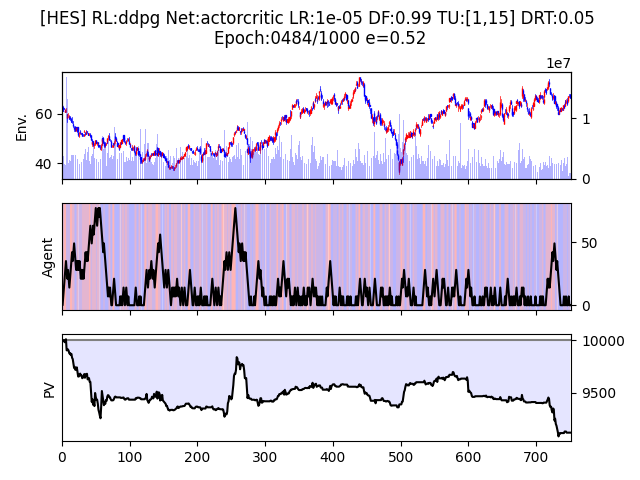 [HES] RL:ddpg Net:actorcritic LR:1e-05 DF:0.99 TU:[1,15] DRT:0.05
Epoch:0484/1000 e=0.52
1e7
Env.
60
40
1
0
Agent
50
0
PV
10000
9500
0 100 200 300 400 500 600 700